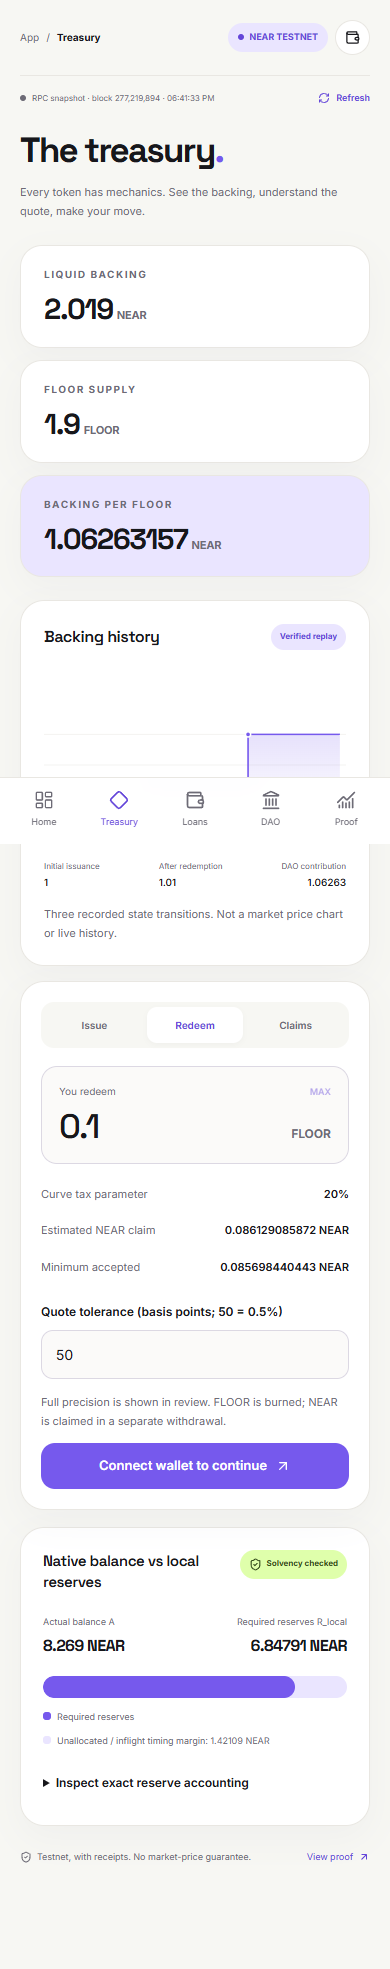 App / Treasury
NEAR TESTNET
RPC snapshot · block 277,219,894 · 06:41:33 PM
Refresh
The treasury.
Every token has mechanics. See the backing, understand the
quote, make your move.
LIQUID BACKING
2.019 NEAR
FLOOR SUPPLY
1.9 FLOOR
BACKING PER FLOOR
1.06263157 NEAR
Backing history
Verified replay
Home
Treasury
Loans
DAO
Proof
Initial issuance
After redemption
DAO contribution
1
1.01
1.06263
Three recorded state transitions. Not a market price chart
or live history.
Issue
Redeem
Claims
You redeem
MAX
0.1
FLOOR
Curve tax parameter
20%
Estimated NEAR claim
0.086129085872 NEAR
Minimum accepted
0.085698440443 NEAR
Quote tolerance (basis points; 50 = 0.5%)
50
Full precision is shown in review. FLOOR is burned; NEAR
is claimed in a separate withdrawal.
Connect wallet to continue
Native balance vs local
reserves
Solvency checked
Actual balance A
Required reserves R_local
8.269 NEAR
6.84791 NEAR
Required reserves
Unallocated / inflight timing margin: 1.42109 NEAR
Inspect exact reserve accounting
Testnet, with receipts. No market-price guarantee.
View proof